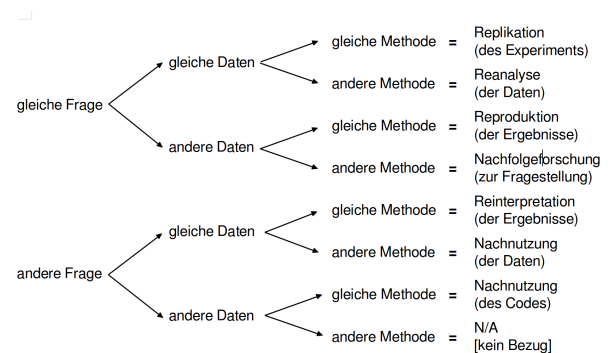 gleiche Frage
gleiche Daten
gleiche Methode = Replikation
(des Experiments)
andere Methode = Reanalyse
(der Daten)
andere Daten
gleiche Methode = Reproduktion
(der Ergebnisse)
andere Methode = Nachfolgeforschung
(zur Fragestellung)
andere Frage
gleiche Daten
gleiche Methode = Reinterpretation
(der Ergebnisse)
andere Methode = Nachnutzung
(der Daten)
andere Daten
gleiche Methode = Nachnutzung
(des Codes)
andere Methode = N/A
[kein Bezug]